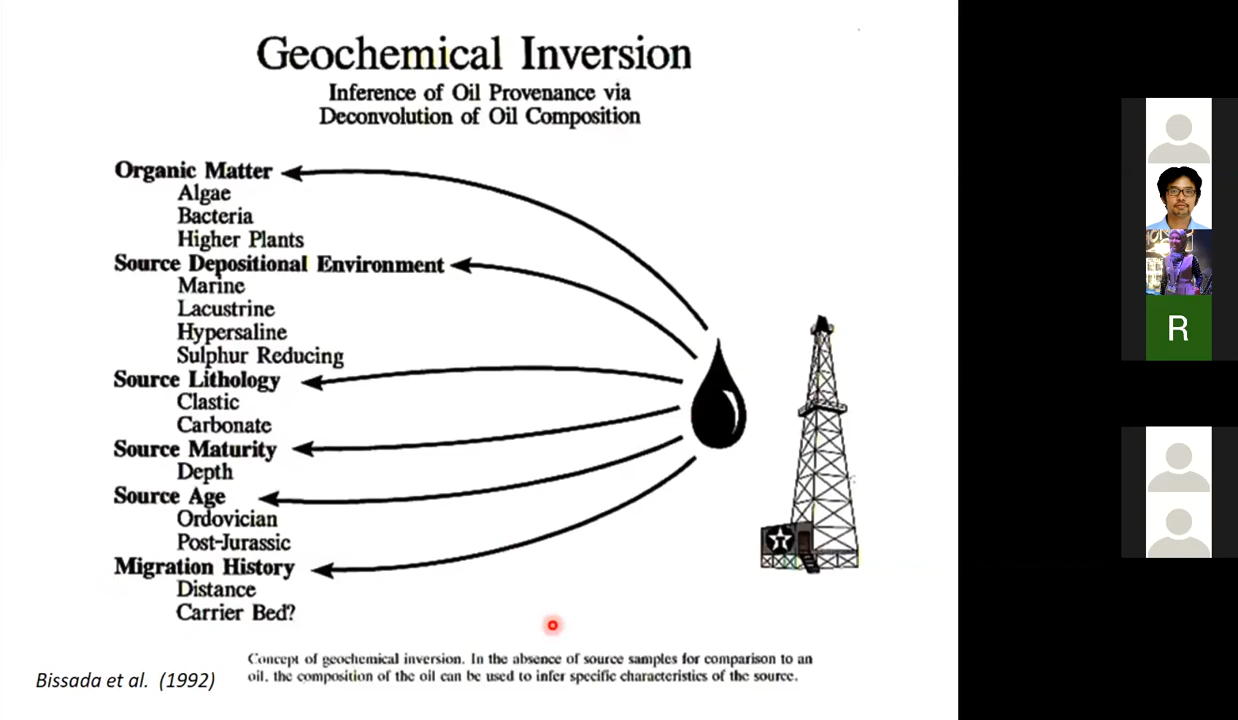 Geochemical Inversion
Inference of Oil Provenance via
Deconvolution of Oil Composition
Organic Matter
Algae
Bacteria
Higher Plants
Source Depositional Environment
Marine
Lacustrine
Hypersaline
Sulphur Reducing
Source Lithology
Clastic
Carbonate
Source Maturity
Depth
Source Age
Ordovician
Post-Jurassic
Migration History
Distance
Carrier Bed?
T
Concept of geochemical inversion. In the absence of source samples for comparison to an
oil, the composition of the oil can be used to infer specific characteristics of the source.
Bissada et al. (1992)
R